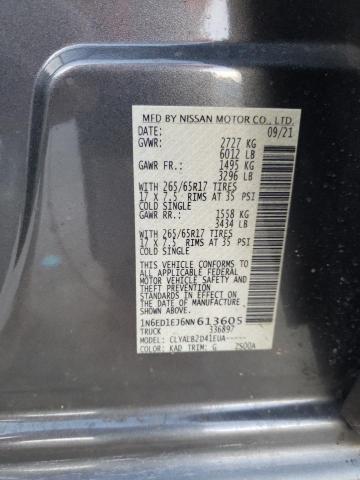 MFD BY NISSAN MOTOR CO., LTD.
DATE: 09/21
GVWR: 2727 KG
6012 LB
GAWR FR.: 1495 KG
3296 LB
WITH 265/65R17 TIRES
17 X 7.5 RIMS AT 35 PSI
COLD SINGLE
GAWR RR.: 1558 KG
3434 LB
WITH 265/65R17 TIRES
17 X 7.5 RIMS AT 35 PSI
COLD SINGLE
THIS VEHICLE CONFORMS TO
ALL APPLICABLE FEDERAL
MOTOR VEHICLE SAFETY
AND THEFT PREVENTION
STANDARDS IN EFFECT ON
THE DATE OF MANUFACTURE
SHOWN ABOVE.
1N6ED1EJ6NN613605
TRUCK 336897
MODEL: CLYALB2D41EUA-----
COLOR: KAD TRIM: G 2500A